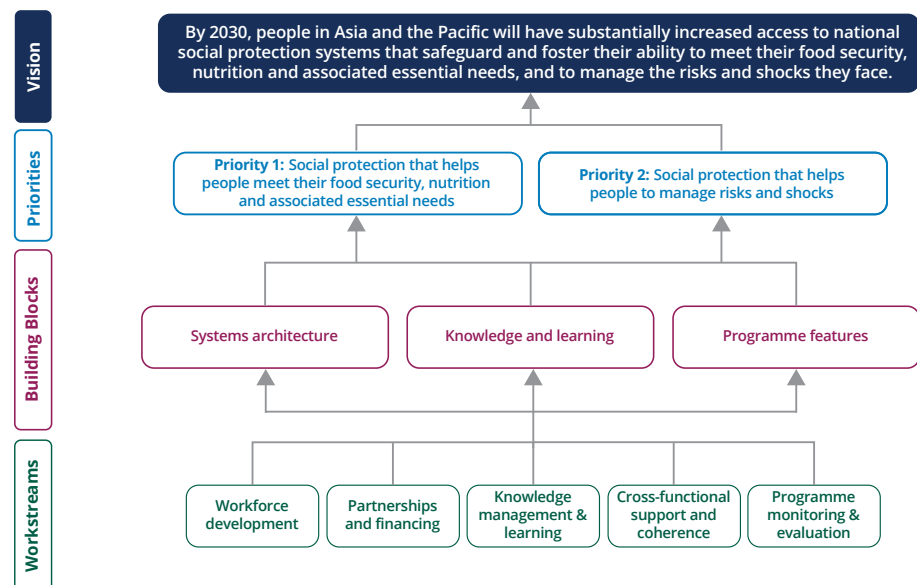 Vision
By 2030, people in Asia and the Pacific will have substantially increased access to national
social protection systems that safeguard and foster their ability to meet their food security,
nutrition and associated essential needs, and to manage the risks and shocks they face.
Priorities
Priority 1: Social protection that helps
people meet their food security, nutrition
and associated essential needs
Priority 2: Social protection that helps
people to manage risks and shocks
Building Blocks
Systems architecture
Knowledge and learning
Programme features
Workstreams
Workforce
development
Partnerships
and financing
Knowledge
management &
learning
Cross-functional
support and
coherence
Programme
monitoring &
evaluation